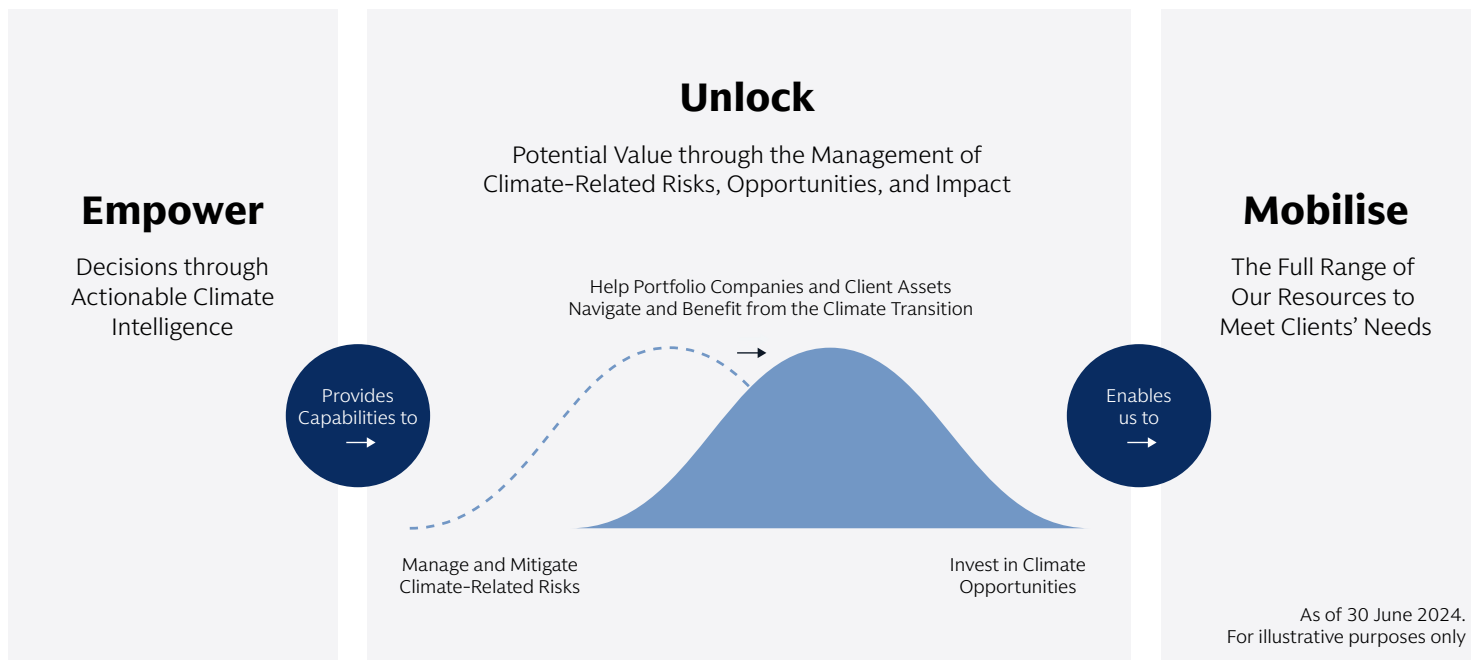 Empower
Decisions through
Actionable Climate
Intelligence
Provides
Capabilities to
Unlock
Potential Value through the Management of
Climate-Related Risks, Opportunities, and Impact
Help Portfolio Companies and Client Assets
Navigate and Benefit from the Climate Transition
Manage and Mitigate
Climate-Related Risks
Invest in Climate
Opportunities
Enables
us to
Mobilise
The Full Range of
Our Resources to
Meet Clients’ Needs
As of 30 June 2024.
For illustrative purposes only